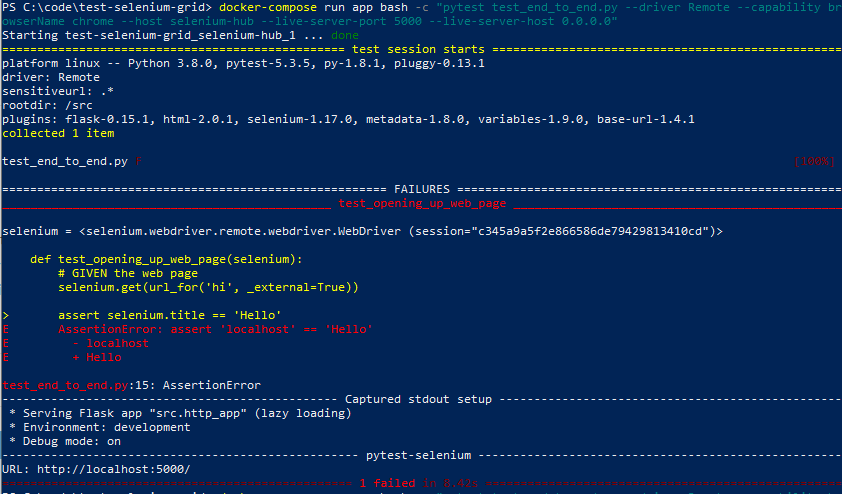 PS C:\code\test-selenium-grid> docker-compose run app bash -c "pytest test_end_to_end.py --driver Remote --capability br
owserName chrome --host selenium-hub --live-server-port 5000 --live-server-host 0.0.0.0"
Starting test-selenium-grid_selenium-hub_1 ... done
================================================= test session starts ==================================================
platform linux -- Python 3.8.0, pytest-5.3.5, py-1.8.1, pluggy-0.13.1
driver: Remote
sensitiveurl: .*
rootdir: /src
plugins: flask-0.15.1, html-2.0.1, selenium-1.17.0, metadata-1.8.0, variables-1.9.0, base-url-1.4.1
collected 1 item
test_end_to_end.py F [100%]
======================================================= FAILURES =======================================================
_______________________________________________ test_opening_up_web_page _______________________________________________
selenium = <selenium.webdriver.remote.webdriver.WebDriver (session="c345a9a5f2e866586de79429813410cd")>
    def test_opening_up_web_page(selenium):
        # GIVEN the web page
        selenium.get(url_for('hi', _external=True))
>       assert selenium.title == 'Hello'
E       AssertionError: assert 'localhost' == 'Hello'
E         - localhost
E         + Hello
test_end_to_end.py:15: AssertionError
------------------------------------------------ Captured stdout setup -------------------------------------------------
 * Serving Flask app "src.http_app" (lazy loading)
 * Environment: development
 * Debug mode: on
--------------------------------------------------- pytest-selenium ----------------------------------------------------
URL: http://localhost:5000/
================================================== 1 failed in 8.42s ===================================================